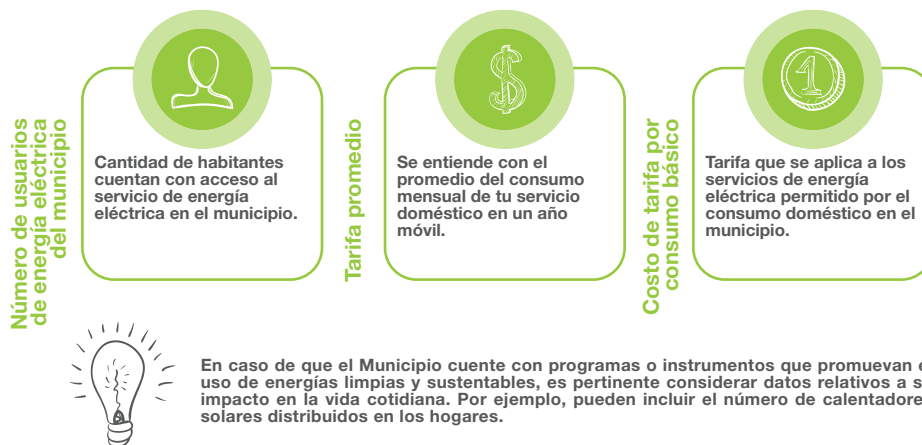 Número de usuarios
de energía eléctrica
del municipio
Cantidad de habitantes
cuentan con acceso al
servicio de energía
eléctrica en el municipio.
Tarifa promedio
$
Se entiende con el
promedio del consumo
mensual de tu servicio
doméstico en un año
móvil.
Costo de tarifa por
consumo básico
1
Tarifa que se aplica a los
servicios de energía
eléctrica permitido por el
consumo doméstico en el
municipio.
En caso de que el Municipio cuente con programas o instrumentos que promuevan e
uso de energías limpias y sustentables, es pertinente considerar datos relativos a s
impacto en la vida cotidiana. Por ejemplo, pueden incluir el número de calentadore
solares distribuidos en los hogares.